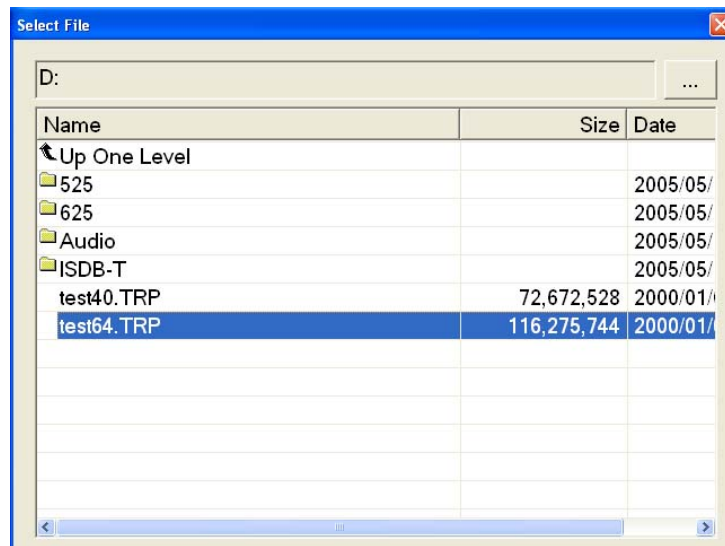 Select File
D:
...
Name Size Date
Up One Level
525 2005/05/
625 2005/05/
Audio 2005/05/
ISDB-T 2005/05/
test40.TRP 72,672,528 2000/01/
test64.TRP 116,275,744 2000/01/